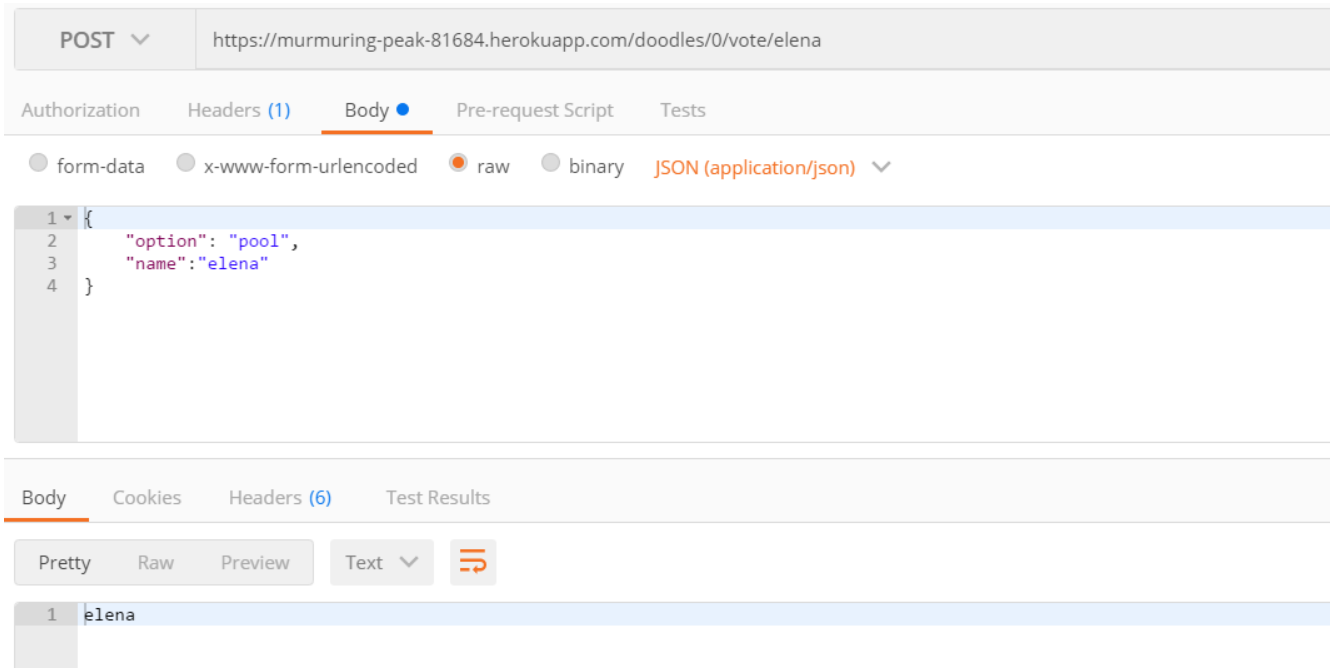 POST https://murmuring-peak-81684.herokuapp.com/doodles/0/vote/elena
Authorization Headers (1) Body Pre-request Script Tests
form-data x-www-form-urlencoded raw binary JSON (application/json)
1 {
2 "option": "pool",
3 "name":"elena"
4 }
Body Cookies Headers (6) Test Results
Pretty Raw Preview Text
1 elena